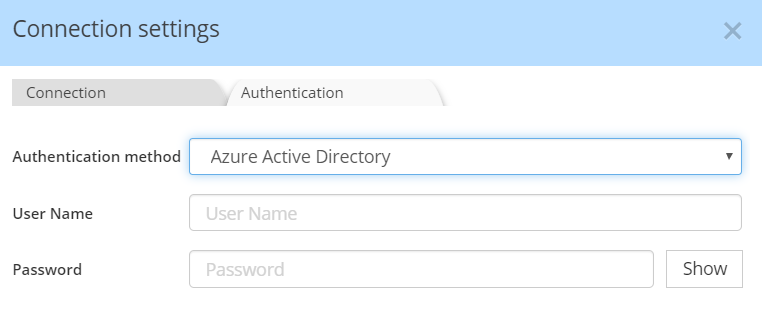 Connection settings
Connection Authentication
Authentication method Azure Active Directory
User Name User Name
Password Password Show